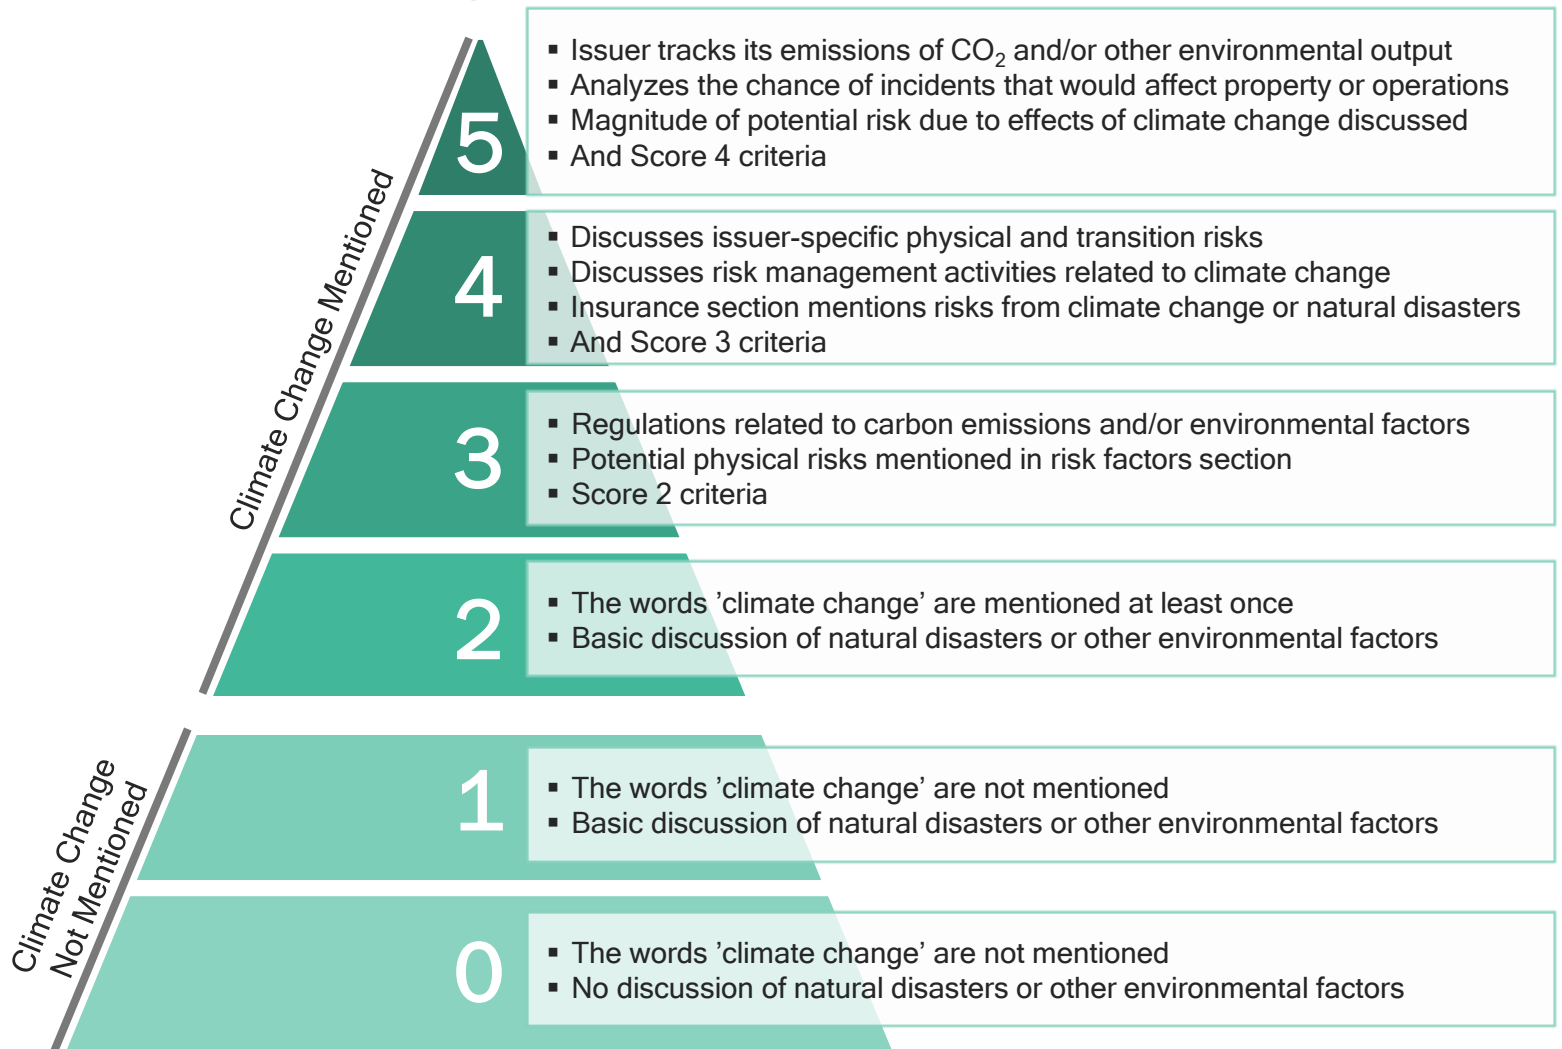 Climate Change Mentioned
5
▪ Issuer tracks its emissions of CO₂ and/or other environmental output
▪ Analyzes the chance of incidents that would affect property or operations
▪ Magnitude of potential risk due to effects of climate change discussed
▪ And Score 4 criteria
4
▪ Discusses issuer-specific physical and transition risks
▪ Discusses risk management activities related to climate change
▪ Insurance section mentions risks from climate change or natural disasters
▪ And Score 3 criteria
3
▪ Regulations related to carbon emissions and/or environmental factors
▪ Potential physical risks mentioned in risk factors section
▪ Score 2 criteria
2
▪ The words ’climate change’ are mentioned at least once
▪ Basic discussion of natural disasters or other environmental factors
Climate Change
Not Mentioned
1
▪ The words ’climate change’ are not mentioned
▪ Basic discussion of natural disasters or other environmental factors
0
▪ The words ’climate change’ are not mentioned
▪ No discussion of natural disasters or other environmental factors